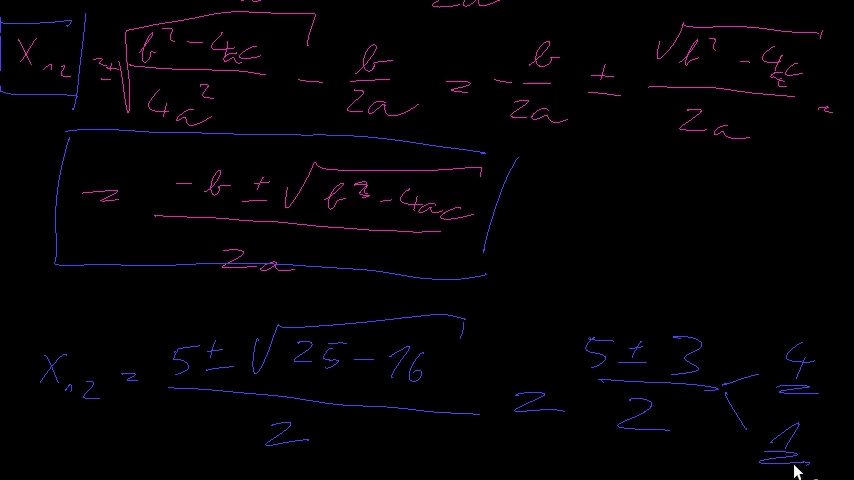 2a
x₁₂ = ±√((b² - 4ac)/(4a²)) - b/(2a) = - b/(2a) ± √(b² - 4ac)/(2a) =
= (-b ± √(b² - 4ac))/(2a)
x₁₂ = (5 ± √(25 - 16))/2 = (5 ± 3)/2 < 4
1